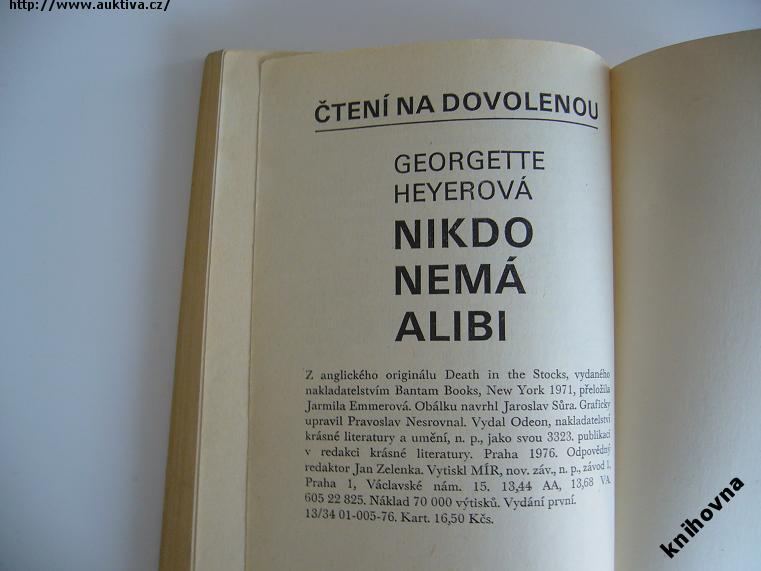 http://www.auktiva.cz/
ČTENÍ NA DOVOLENOU
GEORGETTE
HEYEROVÁ
NIKDO
NEMÁ
ALIBI
Z anglického originálu Death in the Stocks, vydaného
nakladatelstvím Bantam Books, New York 1971, přeložila
Jarmila Emmerová. Obálku navrhl Jaroslav Sůra. Graficky
upravil Pravoslav Nesrovnal. Vydal Odeon, nakladatelství
krásné literatury a umění, n. p., jako svou 3323. publikaci
v redakci krásné literatury. Praha 1976. Odpovědný
redaktor Jan Zelenka. Vytiskl MÍR, nov. záv., n. p., závod 1,
Praha 1, Václavské nám. 15. 13,44 AA, 13,68 VA
605 22 825. Náklad 70 000 výtisků. Vydání první.
13/34 01-005-76. Kart. 16,50 Kčs.
knihovna